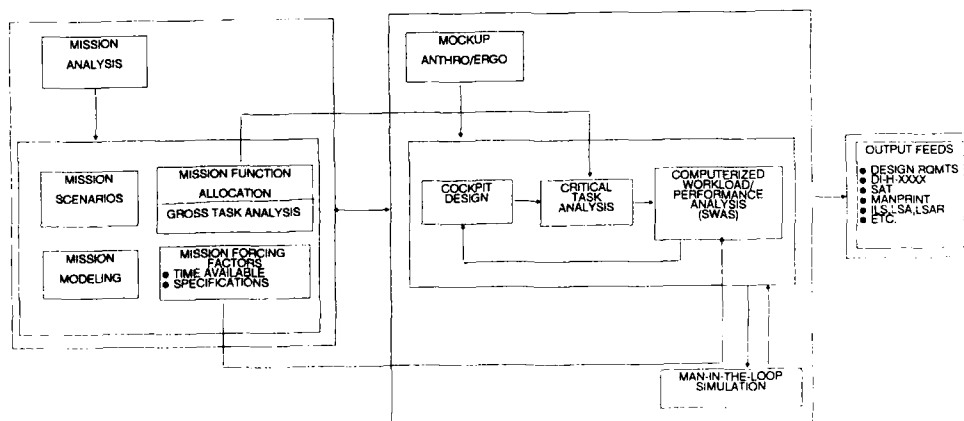 MISSION
ANALYSIS
MISSION
SCENARIOS
MISSION FUNCTION
ALLOCATION
GROSS TASK ANALYSIS
MISSION
MODELING
MISSION FORCING
FACTORS
● TIME AVAILABLE
● SPECIFICATIONS
MOCKUP
ANTHRO/ERGO
COCKPIT
DESIGN
CRITICAL
TASK
ANALYSIS
COMPUTERIZED
WORKLOAD/
PERFORMANCE
ANALYSIS
(SWAS)
MAN-IN-THE-LOOP
SIMULATION
OUTPUT FEEDS
● DESIGN RQMTS
● DI-H-XXXX
● SAT
● MANPRINT
● ILS,LSA,LSAR
● ETC.